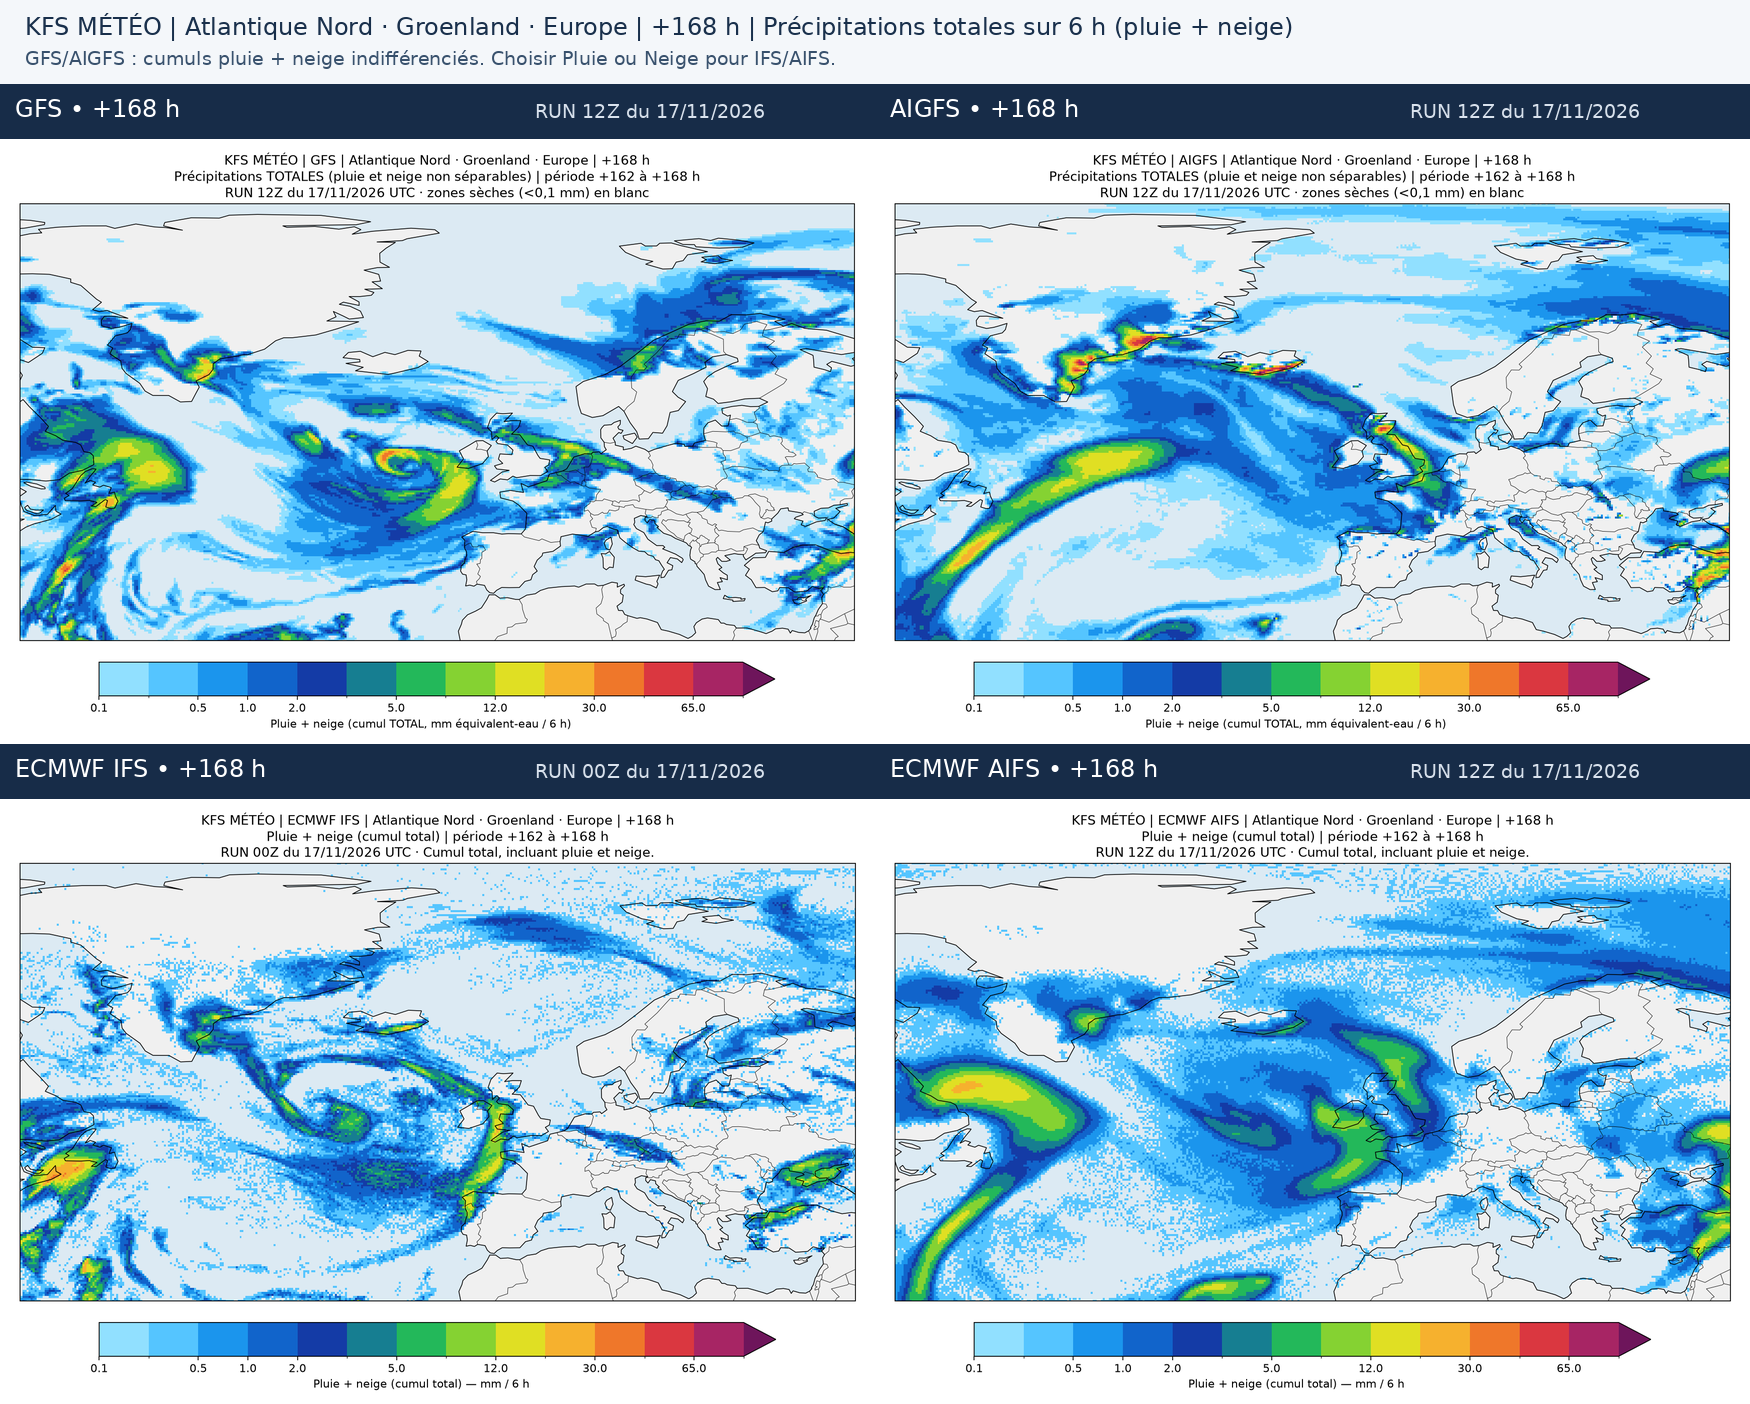 KFS MÉTÉO | Atlantique Nord · Groenland · Europe | +168 h | Précipitations totales sur 6 h (pluie + neige)
GFS/AIGFS : cumuls pluie + neige indifférenciés. Choisir Pluie ou Neige pour IFS/AIFS.
GFS • +168 h
RUN 12Z du 17/11/2026
AIGFS • +168 h
RUN 12Z du 17/11/2026
KFS MÉTÉO | GFS | Atlantique Nord · Groenland · Europe | +168 h
Précipitations TOTALES (pluie et neige non séparables) | période +162 à +168 h
RUN 12Z du 17/11/2026 UTC · zones sèches (<0,1 mm) en blanc
KFS MÉTÉO | AIGFS | Atlantique Nord · Groenland · Europe | +168 h
Précipitations TOTALES (pluie et neige non séparables) | période +162 à +168 h
RUN 12Z du 17/11/2026 UTC · zones sèches (<0,1 mm) en blanc
0.1 0.5 1.0 2.0 5.0 12.0 30.0 65.0
Pluie + neige (cumul TOTAL, mm équivalent-eau / 6 h)
0.1 0.5 1.0 2.0 5.0 12.0 30.0 65.0
Pluie + neige (cumul TOTAL, mm équivalent-eau / 6 h)
ECMWF IFS • +168 h
RUN 00Z du 17/11/2026
ECMWF AIFS • +168 h
RUN 12Z du 17/11/2026
KFS MÉTÉO | ECMWF IFS | Atlantique Nord · Groenland · Europe | +168 h
Pluie + neige (cumul total) | période +162 à +168 h
RUN 00Z du 17/11/2026 UTC · Cumul total, incluant pluie et neige.
KFS MÉTÉO | ECMWF AIFS | Atlantique Nord · Groenland · Europe | +168 h
Pluie + neige (cumul total) | période +162 à +168 h
RUN 12Z du 17/11/2026 UTC · Cumul total, incluant pluie et neige.
0.1 0.5 1.0 2.0 5.0 12.0 30.0 65.0
Pluie + neige (cumul total) — mm / 6 h
0.1 0.5 1.0 2.0 5.0 12.0 30.0 65.0
Pluie + neige (cumul total) — mm / 6 h